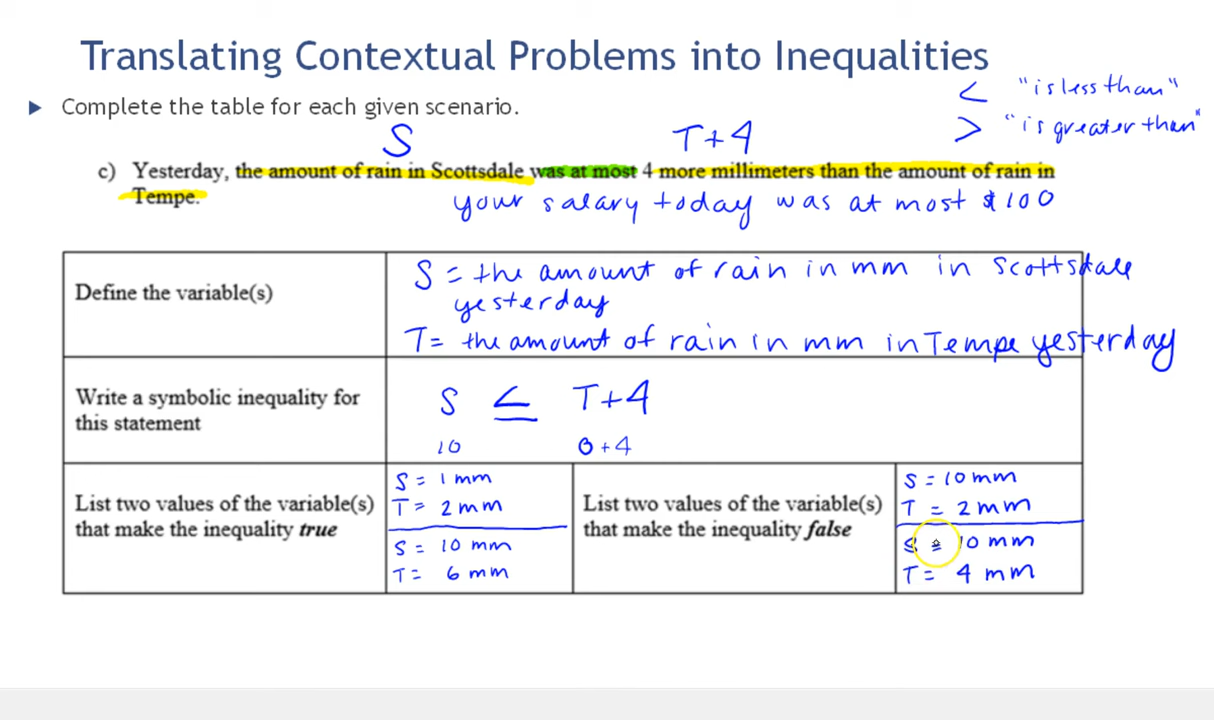 Translating Contextual Problems into Inequalities
< "is less than"
Complete the table for each given scenario.
> "is greater than"
S T+4
c) Yesterday, the amount of rain in Scottsdale was at most 4 more millimeters than the amount of rain in
Tempe.
your salary today was at most $100
Define the variable(s)
S = the amount of rain in mm in Scottsdale
yesterday
T = the amount of rain in mm in Tempe yesterday
Write a symbolic inequality for
this statement
S ≤ T+4
10 0+4
List two values of the variable(s)
that make the inequality true
S = 1 mm
T = 2 mm
S = 10 mm
T = 6 mm
List two values of the variable(s)
that make the inequality false
S = 10 mm
T = 2 mm
S = 10 mm
T = 4 mm